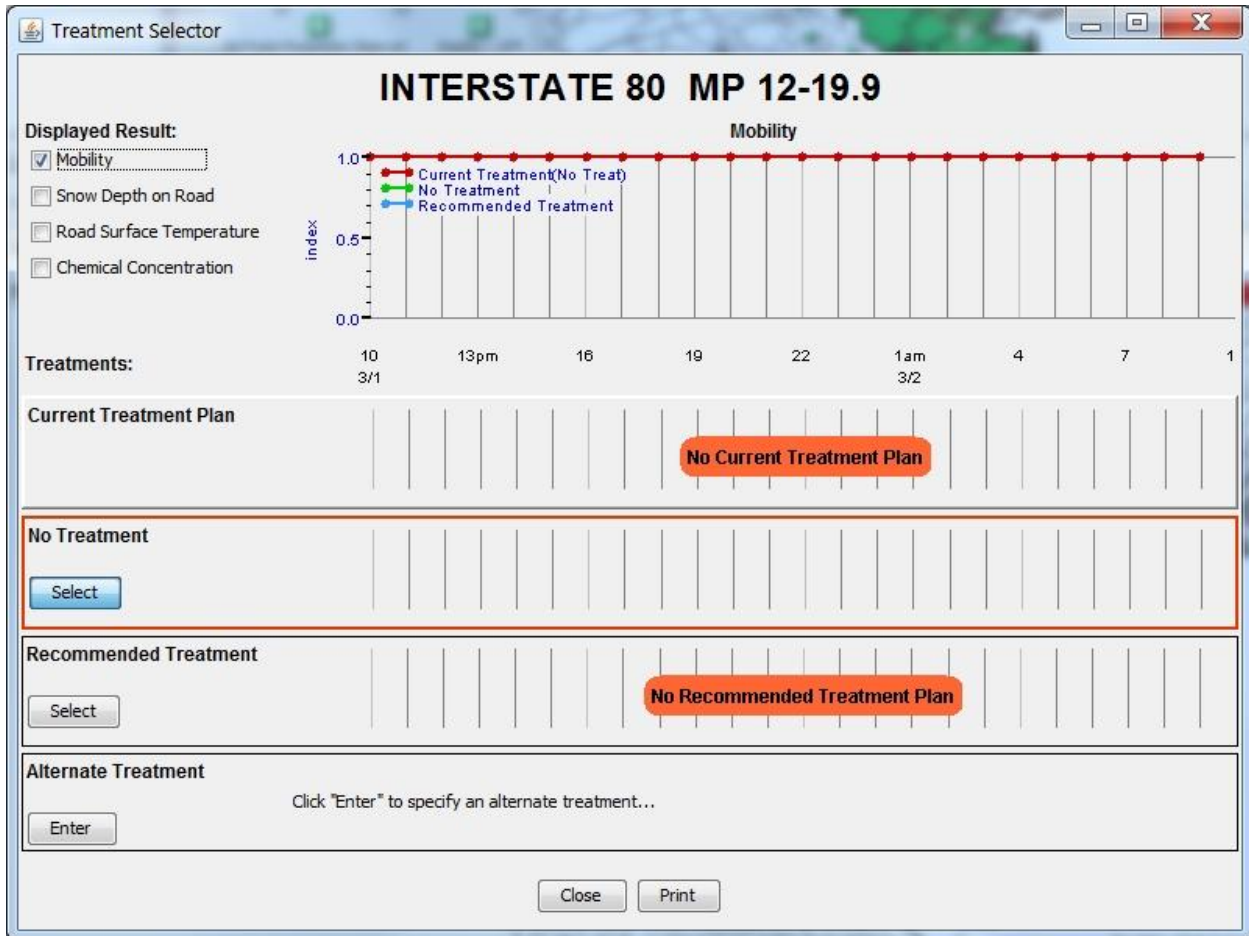 Treatment Selector
INTERSTATE 80 MP 12-19.9
Displayed Result:
Mobility
Mobility
Snow Depth on Road
Road Surface Temperature
Chemical Concentration
index
1.0
0.5
0.0
Current Treatment(No Treat)
No Treatment
Recommended Treatment
Treatments:
10 13pm 16 19 22 1am 4 7 1
3/1 3/2
Current Treatment Plan
No Current Treatment Plan
No Treatment
Select
Recommended Treatment
No Recommended Treatment Plan
Select
Alternate Treatment
Click "Enter" to specify an alternate treatment...
Enter
Close Print